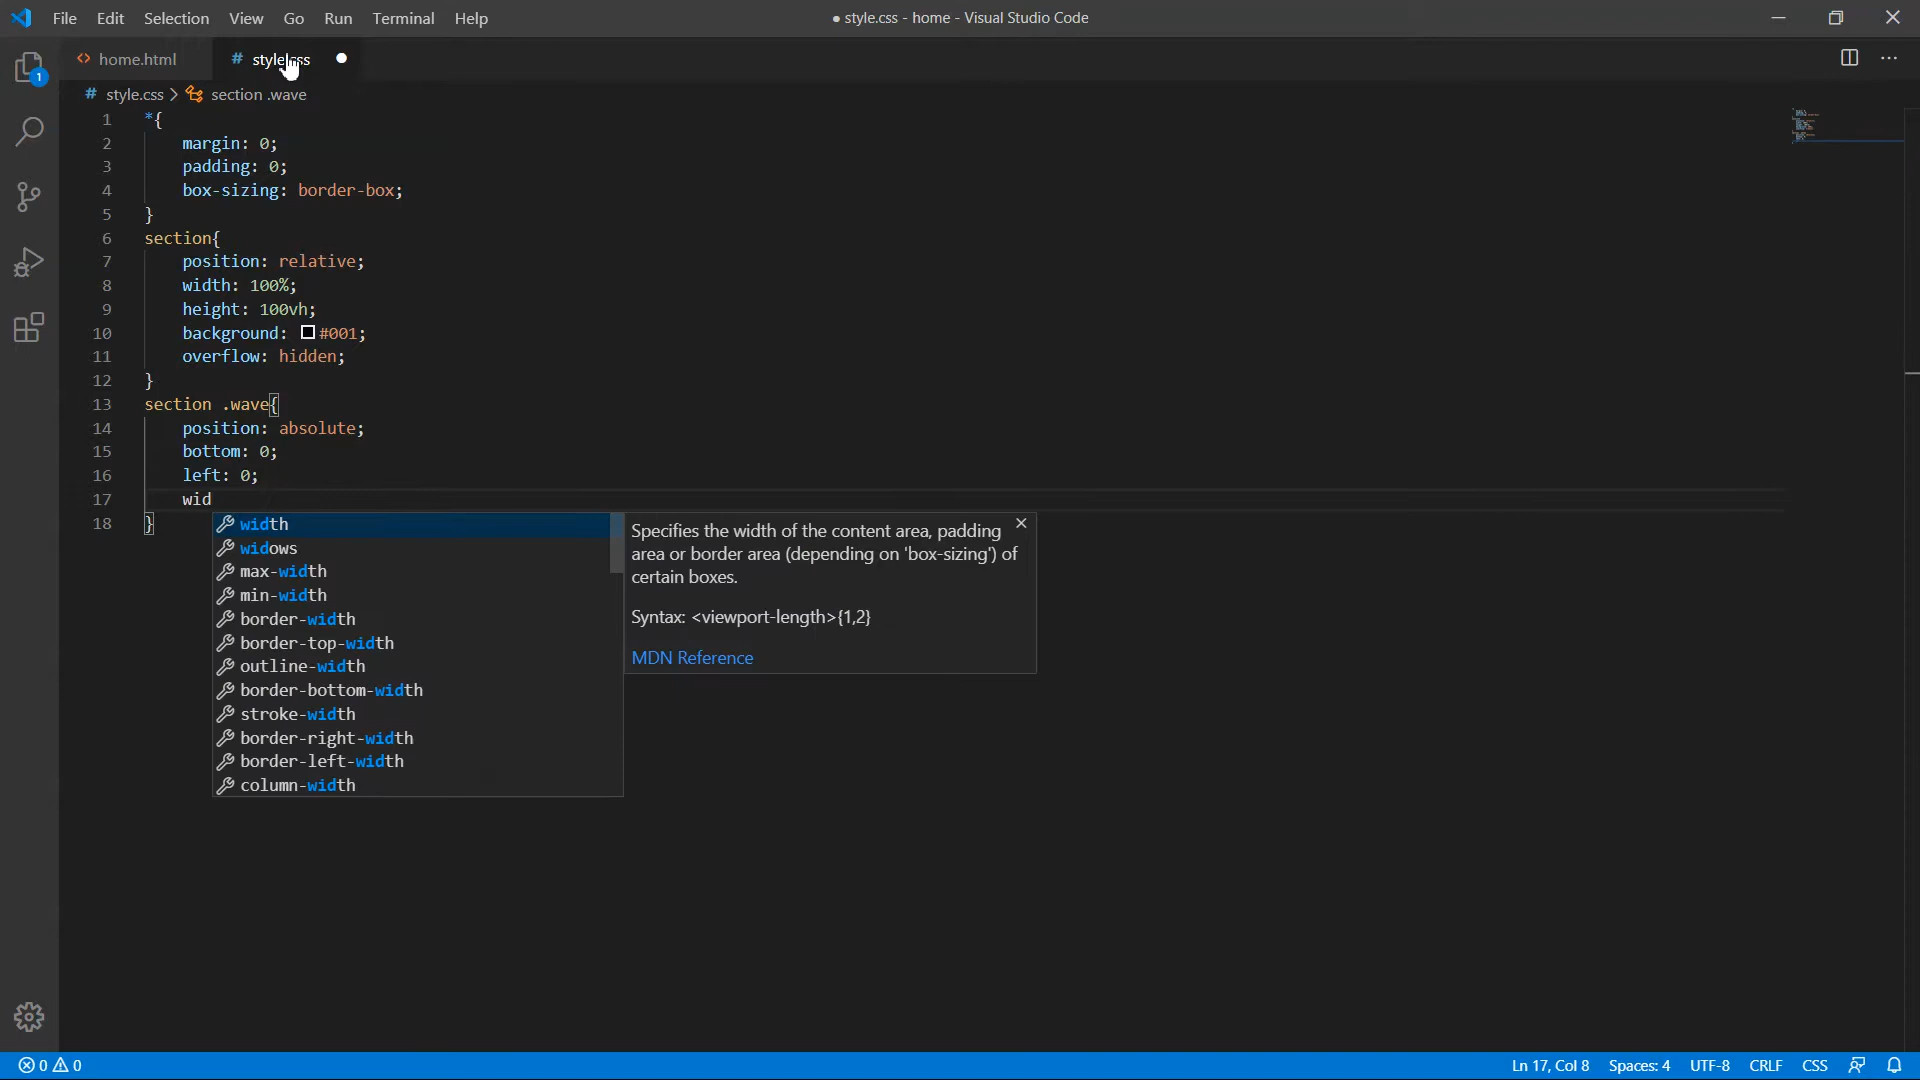 File Edit Selection View Go Run Terminal Help
● style.css - home - Visual Studio Code
1
<> home.html
# style.css ●
# style.css > section .wave
1 *{
2 margin: 0;
3 padding: 0;
4 box-sizing: border-box;
5 }
6 section{
7 position: relative;
8 width: 100%;
9 height: 100vh;
10 background: #001;
11 overflow: hidden;
12 }
13 section .wave{
14 position: absolute;
15 bottom: 0;
16 left: 0;
17 wid
18 }
width
widows
max-width
min-width
border-width
border-top-width
outline-width
border-bottom-width
stroke-width
border-right-width
border-left-width
column-width
Specifies the width of the content area, padding
area or border area (depending on 'box-sizing') of
certain boxes.
Syntax: <viewport-length>{1,2}
MDN Reference
0 0
Ln 17, Col 8 Spaces: 4 UTF-8 CRLF CSS